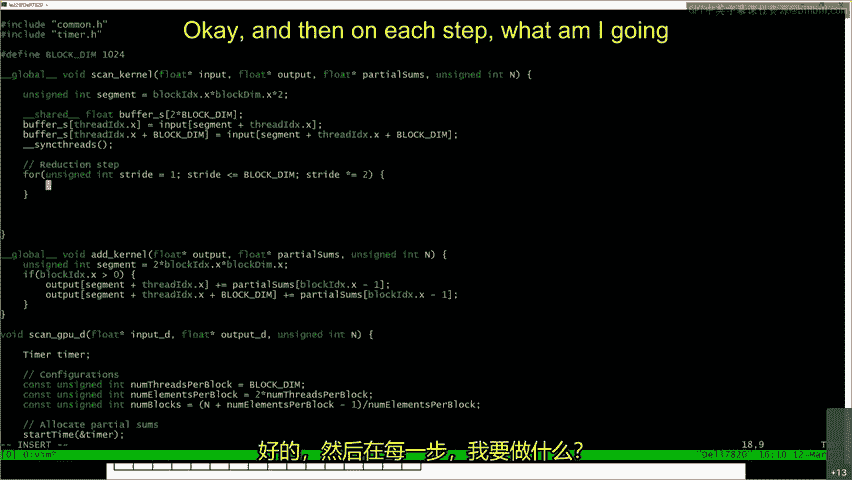 Okay, and then on each step, what am I going
#include "common.h"
#include "timer.h"
#define BLOCK_DIM 1024
__global__ void scan_kernel(float* input, float* output, float* partialSums, unsigned int N) {
unsigned int segment = blockIdx.x*blockDim.x*2;
__shared__ float buffer_s[2*BLOCK_DIM];
buffer_s[threadIdx.x] = input[segment + threadIdx.x];
buffer_s[threadIdx.x + BLOCK_DIM] = input[segment + threadIdx.x + BLOCK_DIM];
__syncthreads();
// Reduction step
for(unsigned int stride = 1; stride <= BLOCK_DIM; stride *= 2) {
}
}
__global__ void add_kernel(float* output, float* partialSums, unsigned int N) {
unsigned int segment = 2*blockIdx.x*blockDim.x;
if(blockIdx.x > 0) {
output[segment + threadIdx.x] += partialSums[blockIdx.x - 1];
output[segment + threadIdx.x + BLOCK_DIM] += partialSums[blockIdx.x - 1];
}
}
void scan_gpu_d(float* input_d, float* output_d, unsigned int N) {
Timer timer;
// Configurations
const unsigned int numThreadsPerBlock = BLOCK_DIM;
const unsigned int numElementsPerBlock = 2*numThreadsPerBlock;
const unsigned int numBlocks = (N + numElementsPerBlock - 1)/numElementsPerBlock;
// Allocate partial sums
startTime(&timer);
-- INSERT --
18,9
好的，然后在每一步，我要做什么？
+13